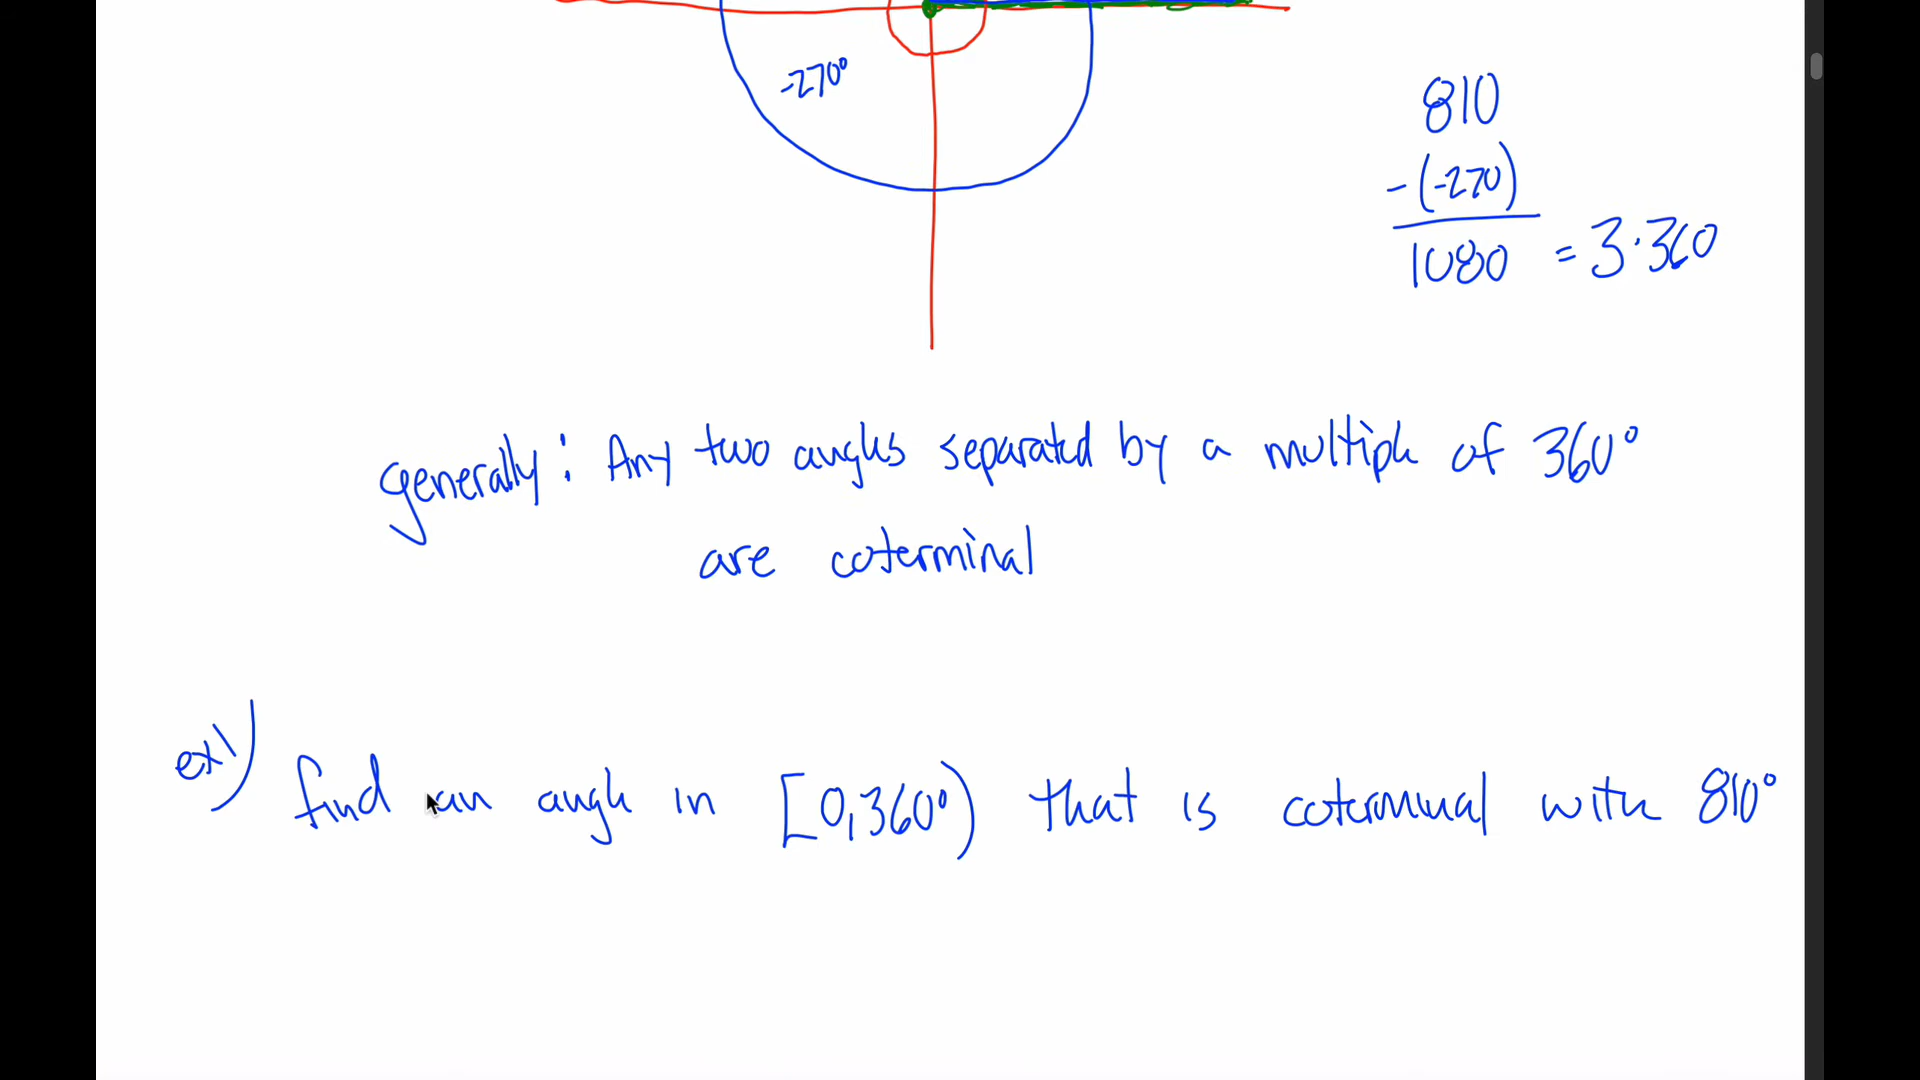 -270°
810
-(-270)
1080 = 3·360
generally: Any two angles separated by a multiple of 360°
are coterminal
ex1) find an angle in [0,360°) that is coterminal with 810°